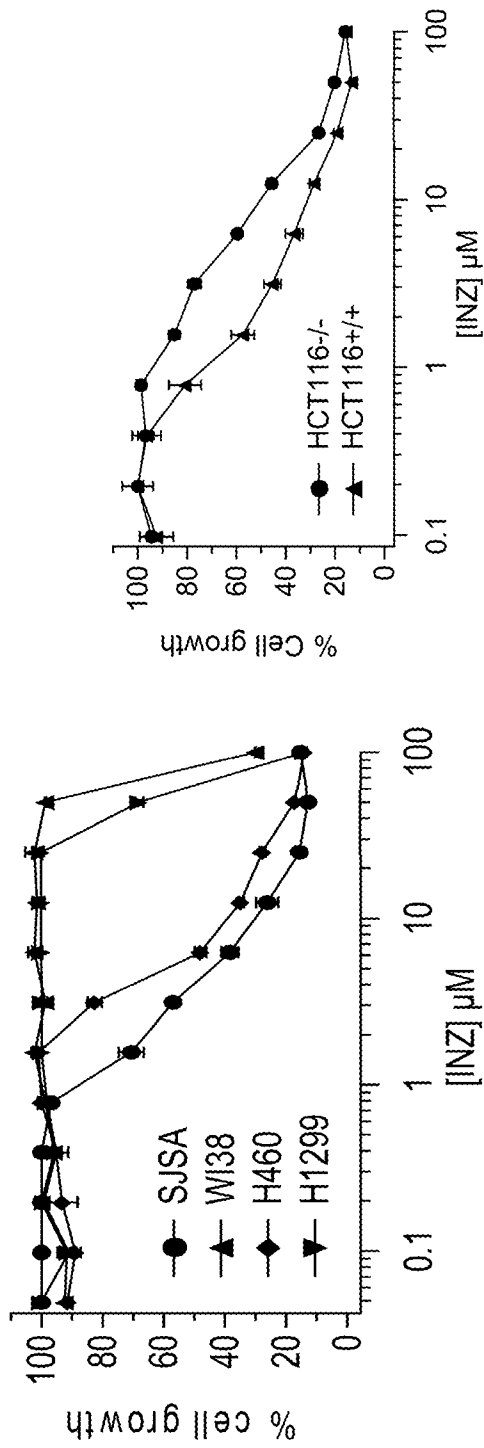 % cell growth
100
80
60
40
20
0
SJSA
WI38
H460
H1299
0.1
1
10
100
[INZ] μM
% Cell growth
100
80
60
40
20
0
HCT116-/-
HCT116+/+
0.1
1
10
100
[INZ] μM